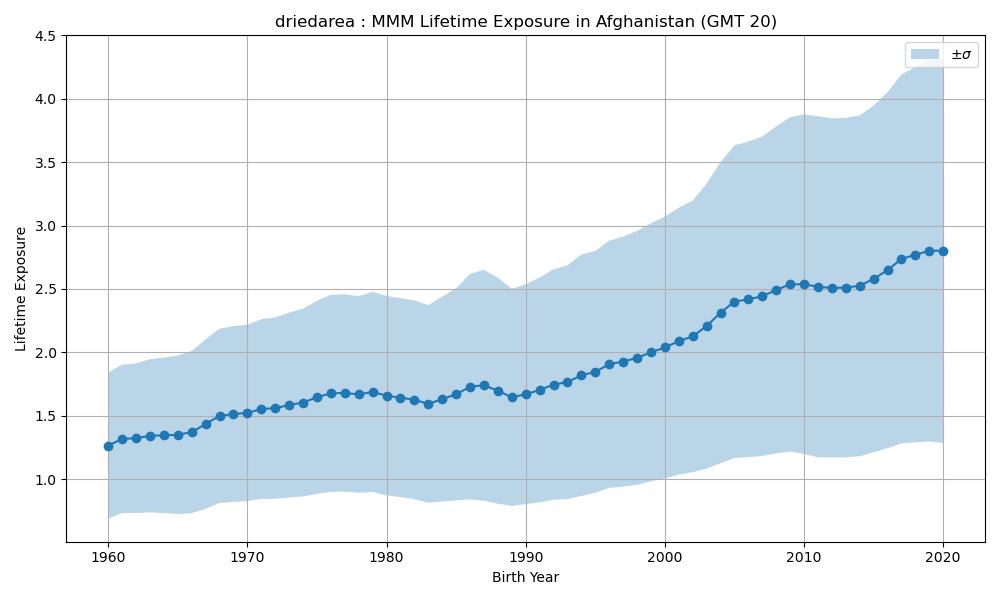 driedarea : MMM Lifetime Exposure in Afghanistan (GMT 20)
±σ
4.5
4.0
3.5
3.0
2.5
2.0
1.5
1.0
Lifetime Exposure
1960 1970 1980 1990 2000 2010 2020
Birth Year